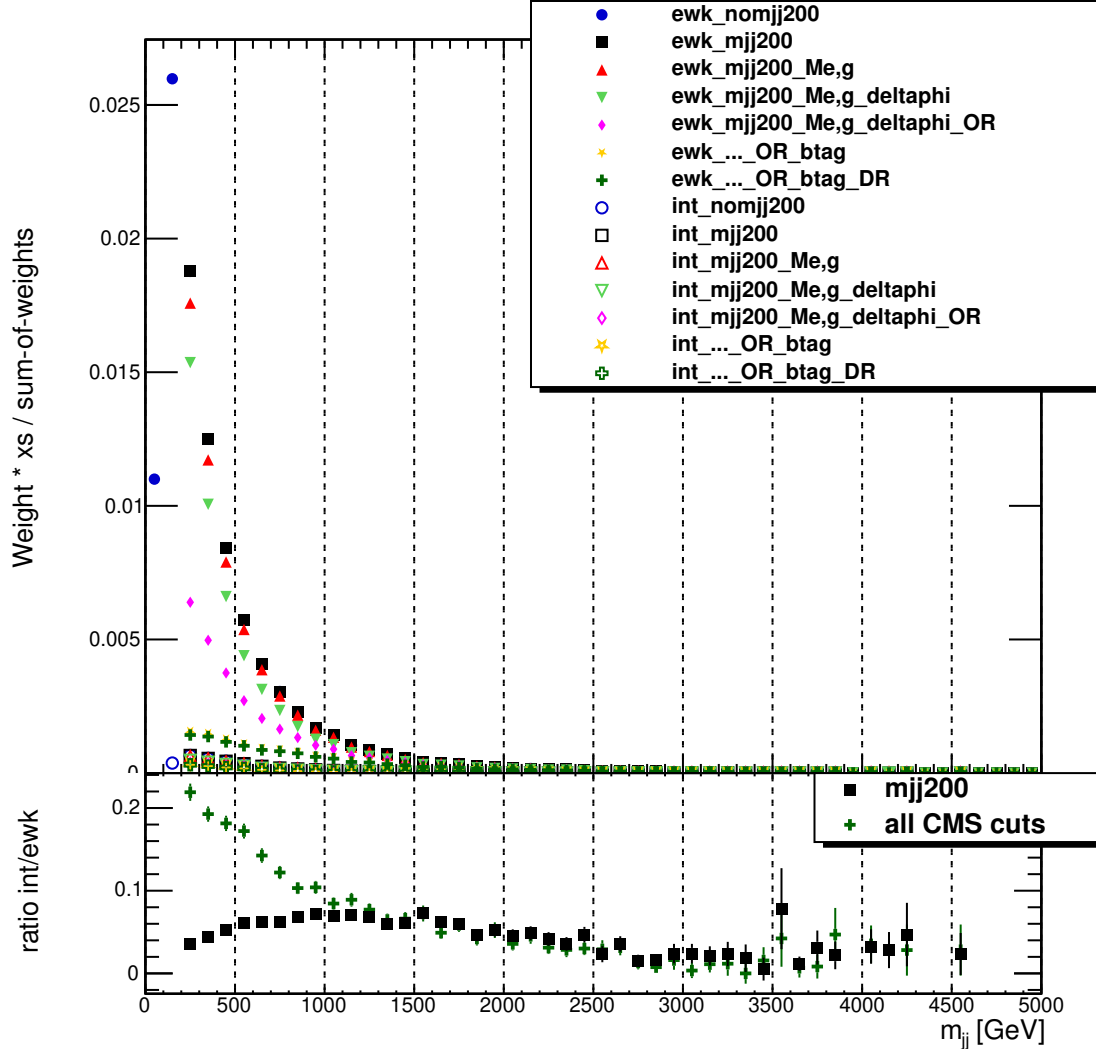 ewk_nomjj200
ewk_mjj200
ewk_mjj200_Me,g
ewk_mjj200_Me,g_deltaphi
ewk_mjj200_Me,g_deltaphi_OR
ewk_..._OR_btag
ewk_..._OR_btag_DR
int_nomjj200
int_mjj200
int_mjj200_Me,g
int_mjj200_Me,g_deltaphi
int_mjj200_Me,g_deltaphi_OR
int_..._OR_btag
int_..._OR_btag_DR
Weight * xs / sum-of-weights
0.025
0.02
0.015
0.01
0.005
0
mjj200
all CMS cuts
ratio int/ewk
0.2
0.1
0
0 500 1000 1500 2000 2500 3000 3500 4000 4500 5000
m_jj [GeV]